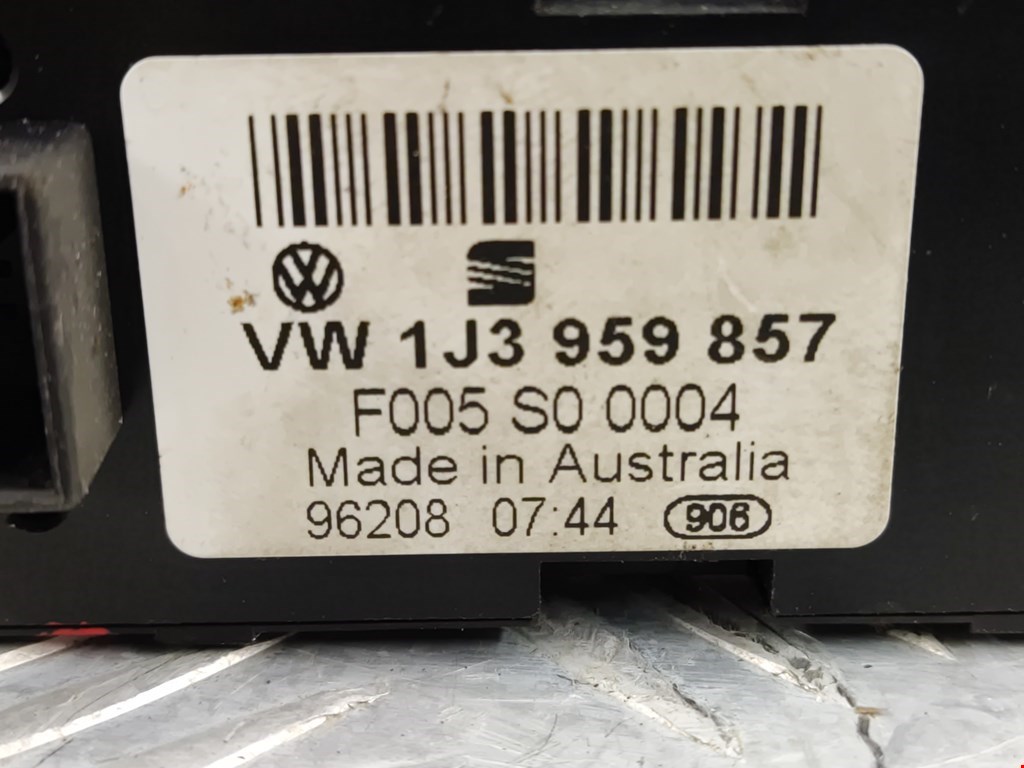 VW 1J3 959 857
F005 S0 0004
Made in Australia
96208 07:44 906